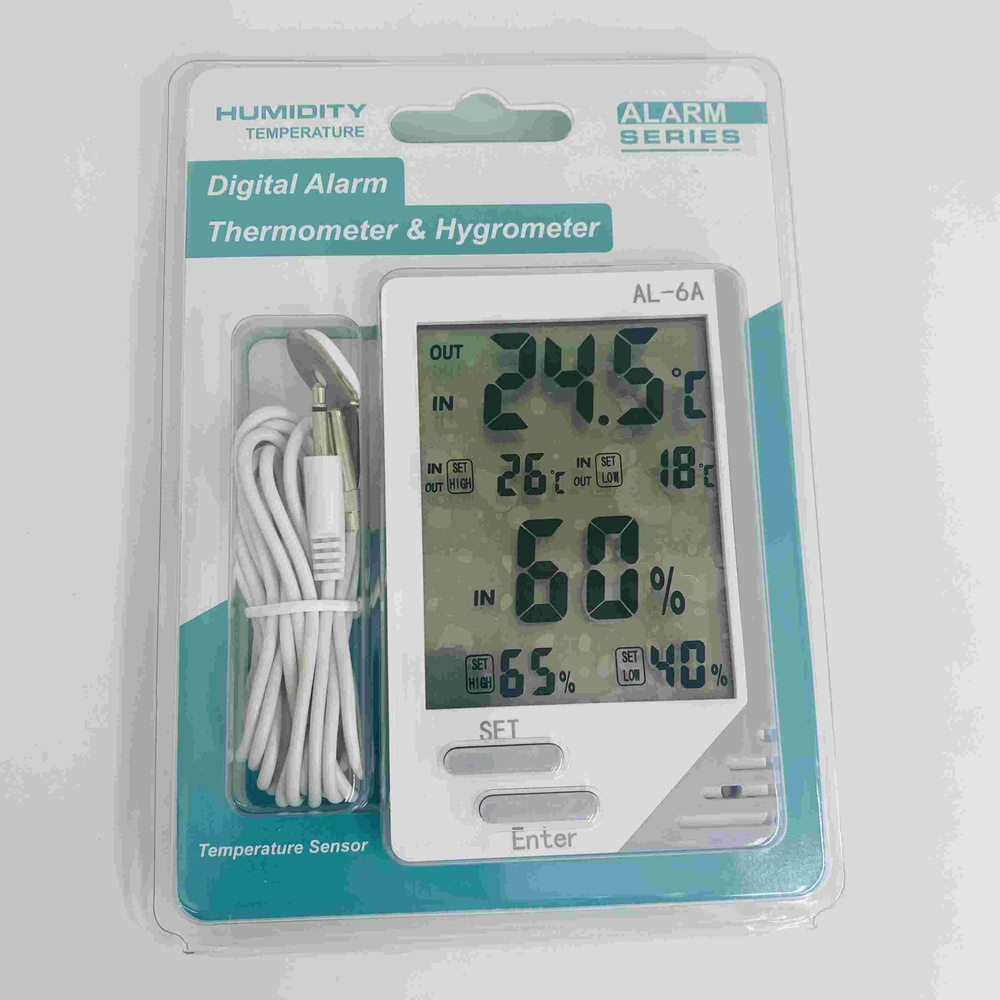 HUMIDITY
TEMPERATURE
ALARM
SERIES
Digital Alarm
Thermometer & Hygrometer
AL-6A
OUT
IN
24.5°C
IN OUT SET HIGH 26°C IN OUT SET LOW 18°C
IN 60%
SET HIGH 65% SET LOW 40%
SET
Enter
Temperature Sensor